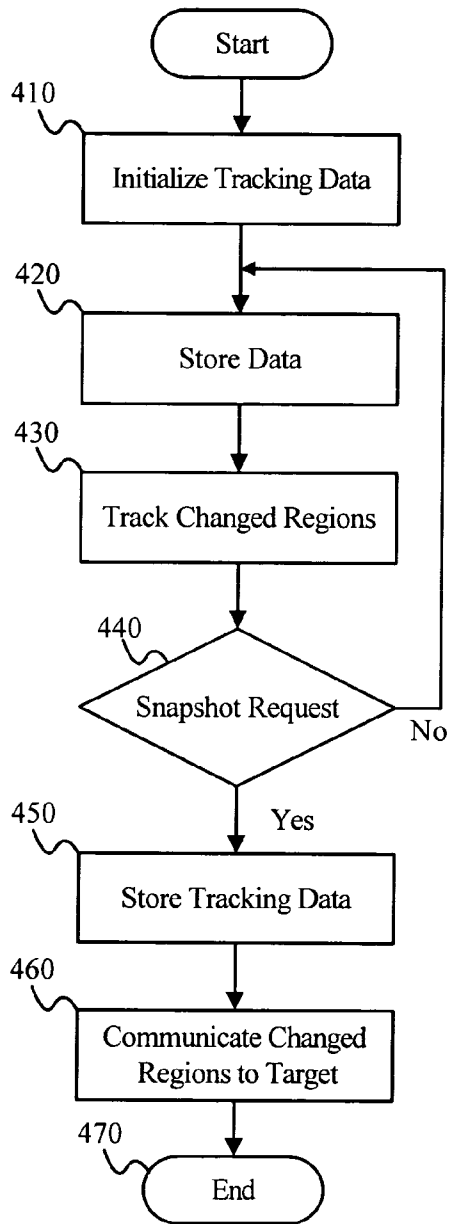 Start
410
Initialize Tracking Data
420
Store Data
430
Track Changed Regions
440
Snapshot Request
No
Yes
450
Store Tracking Data
460
Communicate Changed
Regions to Target
470
End